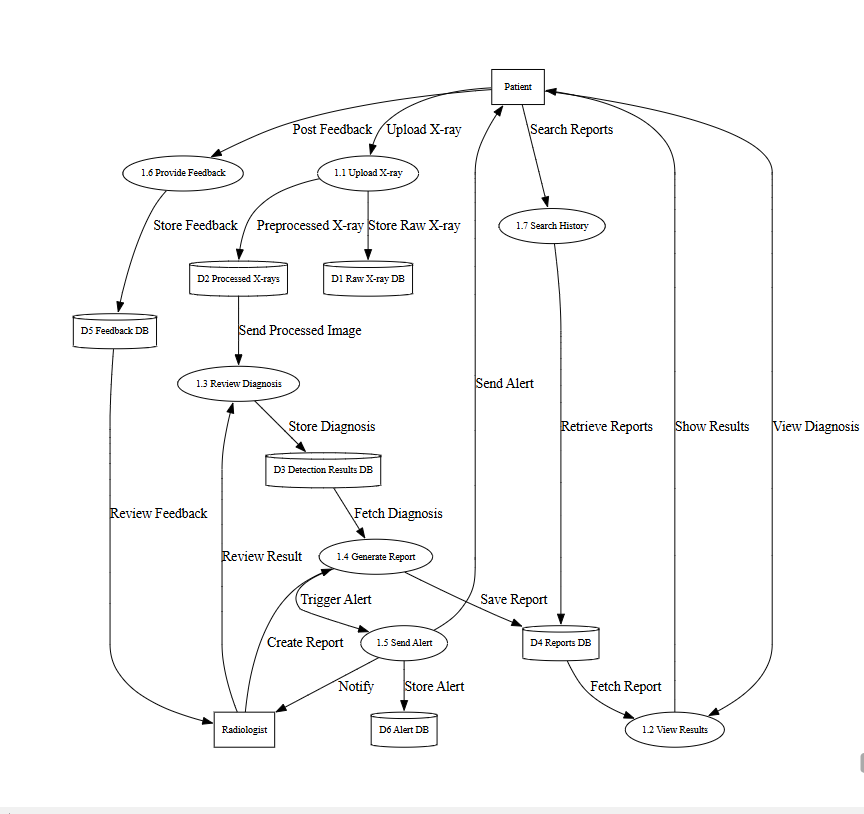 Patient
Post Feedback
Upload X-ray
Search Reports
1.6 Provide Feedback
1.1 Upload X-ray
Store Feedback
Preprocessed X-ray
Store Raw X-ray
1.7 Search History
D2 Processed X-rays
D1 Raw X-ray DB
D5 Feedback DB
Send Processed Image
1.3 Review Diagnosis
Send Alert
Store Diagnosis
Retrieve Reports
Show Results
View Diagnosis
D3 Detection Results DB
Review Feedback
Fetch Diagnosis
Review Result
1.4 Generate Report
Trigger Alert
Save Report
Create Report
1.5 Send Alert
D4 Reports DB
Notify
Store Alert
Fetch Report
Radiologist
D6 Alert DB
1.2 View Results